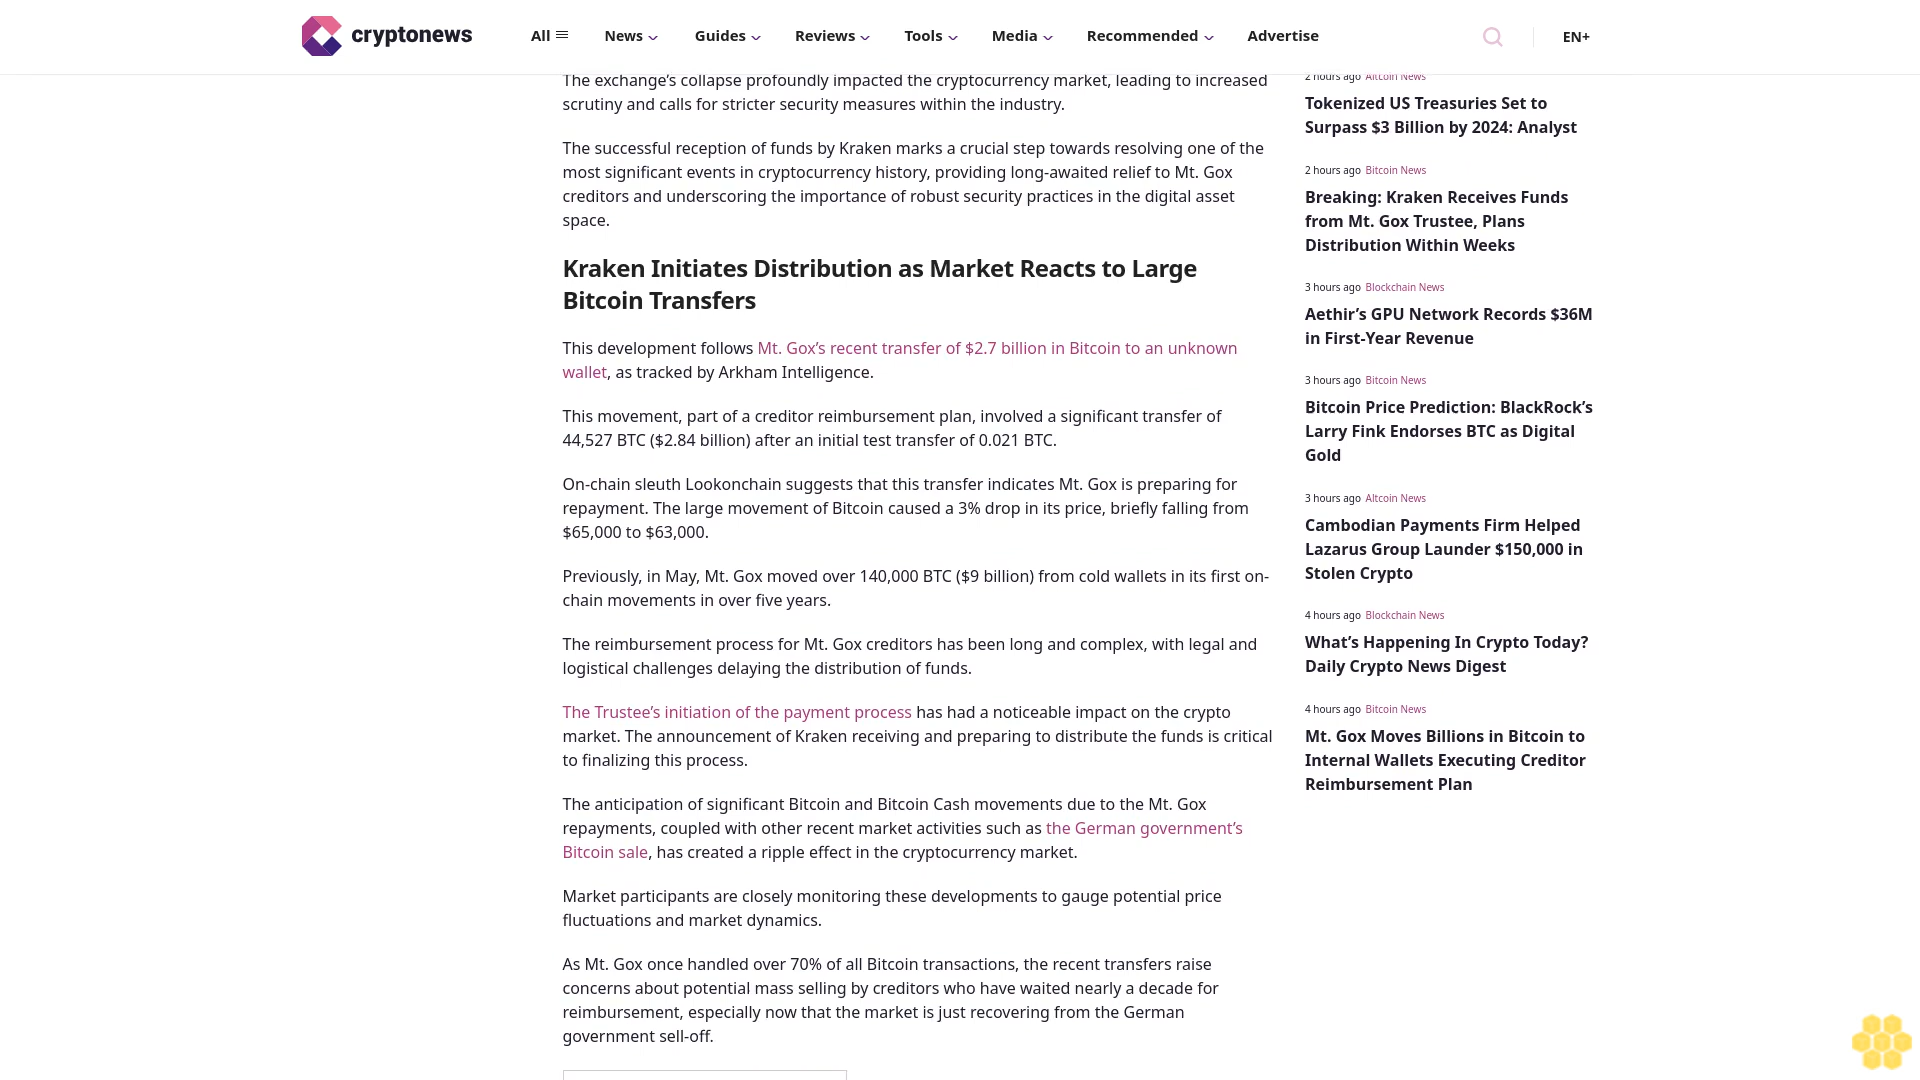 cryptonews
All
News
Guides
Reviews
Tools
Media
Recommended
Advertise
EN+
The exchange’s collapse profoundly impacted the cryptocurrency market, leading to increased
scrutiny and calls for stricter security measures within the industry.
The successful reception of funds by Kraken marks a crucial step towards resolving one of the
most significant events in cryptocurrency history, providing long-awaited relief to Mt. Gox
creditors and underscoring the importance of robust security practices in the digital asset
space.
Kraken Initiates Distribution as Market Reacts to Large
Bitcoin Transfers
This development follows Mt. Gox’s recent transfer of $2.7 billion in Bitcoin to an unknown
wallet, as tracked by Arkham Intelligence.
This movement, part of a creditor reimbursement plan, involved a significant transfer of
44,527 BTC ($2.84 billion) after an initial test transfer of 0.021 BTC.
On-chain sleuth Lookonchain suggests that this transfer indicates Mt. Gox is preparing for
repayment. The large movement of Bitcoin caused a 3% drop in its price, briefly falling from
$65,000 to $63,000.
Previously, in May, Mt. Gox moved over 140,000 BTC ($9 billion) from cold wallets in its first on-
chain movements in over five years.
The reimbursement process for Mt. Gox creditors has been long and complex, with legal and
logistical challenges delaying the distribution of funds.
The Trustee’s initiation of the payment process has had a noticeable impact on the crypto
market. The announcement of Kraken receiving and preparing to distribute the funds is critical
to finalizing this process.
The anticipation of significant Bitcoin and Bitcoin Cash movements due to the Mt. Gox
repayments, coupled with other recent market activities such as the German government’s
Bitcoin sale, has created a ripple effect in the cryptocurrency market.
Market participants are closely monitoring these developments to gauge potential price
fluctuations and market dynamics.
As Mt. Gox once handled over 70% of all Bitcoin transactions, the recent transfers raise
concerns about potential mass selling by creditors who have waited nearly a decade for
reimbursement, especially now that the market is just recovering from the German
government sell-off.
2 hours ago Altcoin News
Tokenized US Treasuries Set to
Surpass $3 Billion by 2024: Analyst
2 hours ago Bitcoin News
Breaking: Kraken Receives Funds
from Mt. Gox Trustee, Plans
Distribution Within Weeks
3 hours ago Blockchain News
Aethir’s GPU Network Records $36M
in First-Year Revenue
3 hours ago Bitcoin News
Bitcoin Price Prediction: BlackRock’s
Larry Fink Endorses BTC as Digital
Gold
3 hours ago Altcoin News
Cambodian Payments Firm Helped
Lazarus Group Launder $150,000 in
Stolen Crypto
4 hours ago Blockchain News
What’s Happening In Crypto Today?
Daily Crypto News Digest
4 hours ago Bitcoin News
Mt. Gox Moves Billions in Bitcoin to
Internal Wallets Executing Creditor
Reimbursement Plan